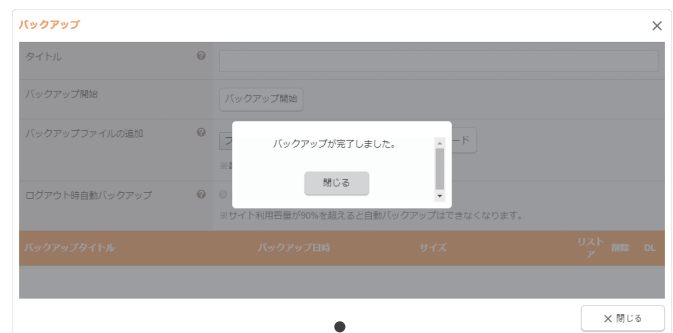 バックアップ
タイトル
バックアップ開始
バックアップ開始
バックアップファイルの追加
ード
バックアップが完了しました。
閉じる
ログアウト時自動バックアップ
※サイト利用容量が90%を超えると自動バックアップはできなくなります。
バックアップタイトル
バックアップ日時
サイズ
リスト
ア
削除
DL
閉じる